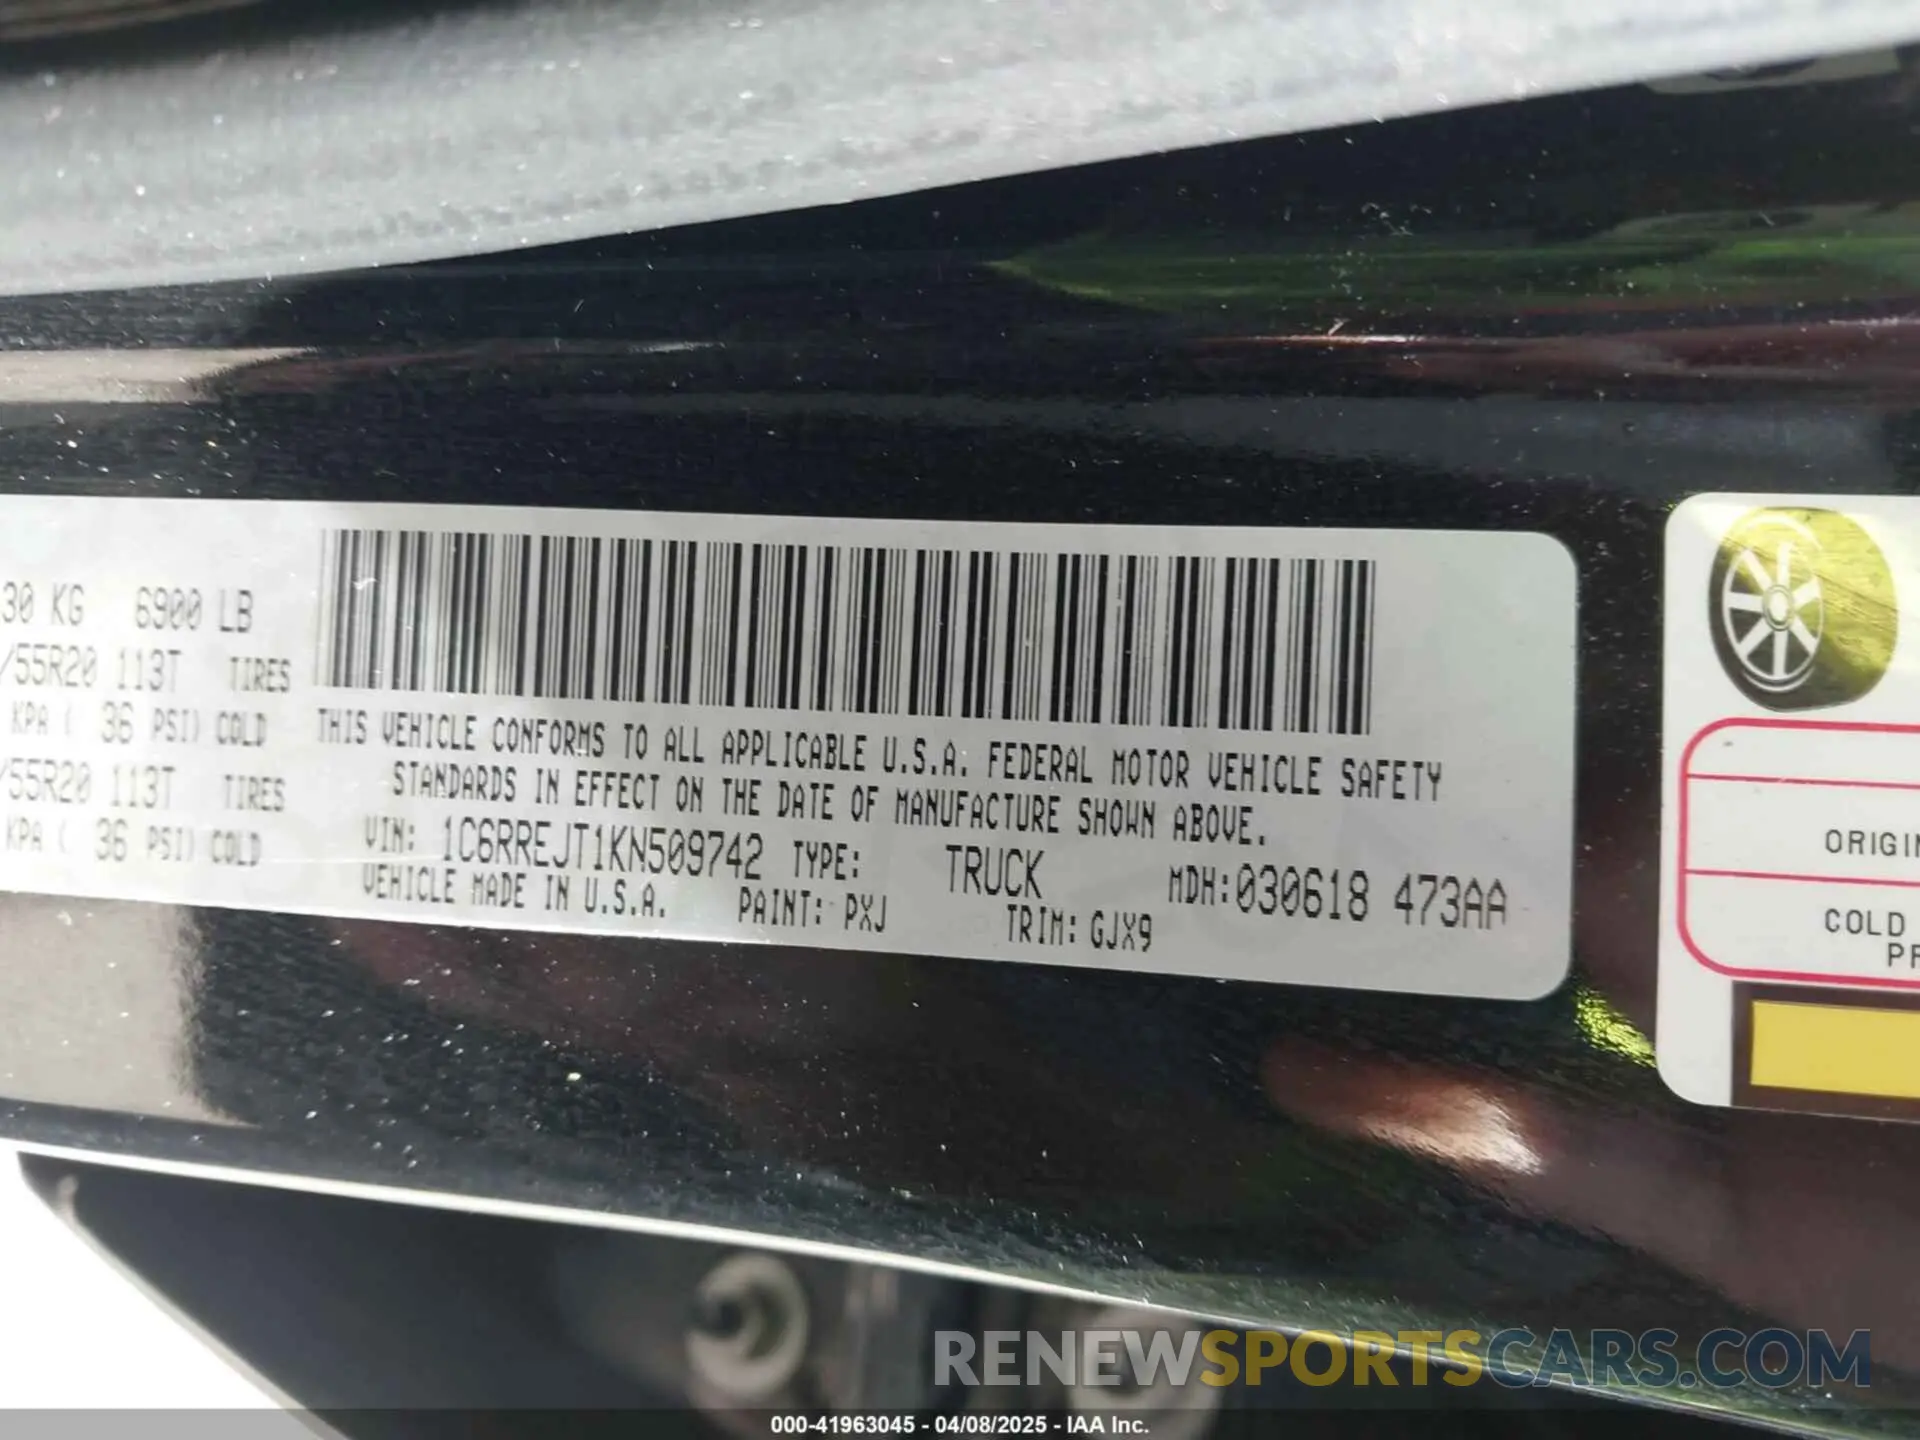 30 KG 6900 LB
/55R20 113T TIRES
KPA ( 36 PSI) COLD
/55R20 113T TIRES
KPA ( 36 PSI) COLD
THIS VEHICLE CONFORMS TO ALL APPLICABLE U.S.A. FEDERAL MOTOR VEHICLE SAFETY
STANDARDS IN EFFECT ON THE DATE OF MANUFACTURE SHOWN ABOVE.
VIN: 1C6RREJT1KN509742 TYPE: TRUCK MDH:030618 473AA
VEHICLE MADE IN U.S.A. PAINT: PXJ TRIM: GJX9
ORIGIN
COLD
PR
RENEWSPORTSCARS.COM
000-41963045 - 04/08/2025 - IAA Inc.